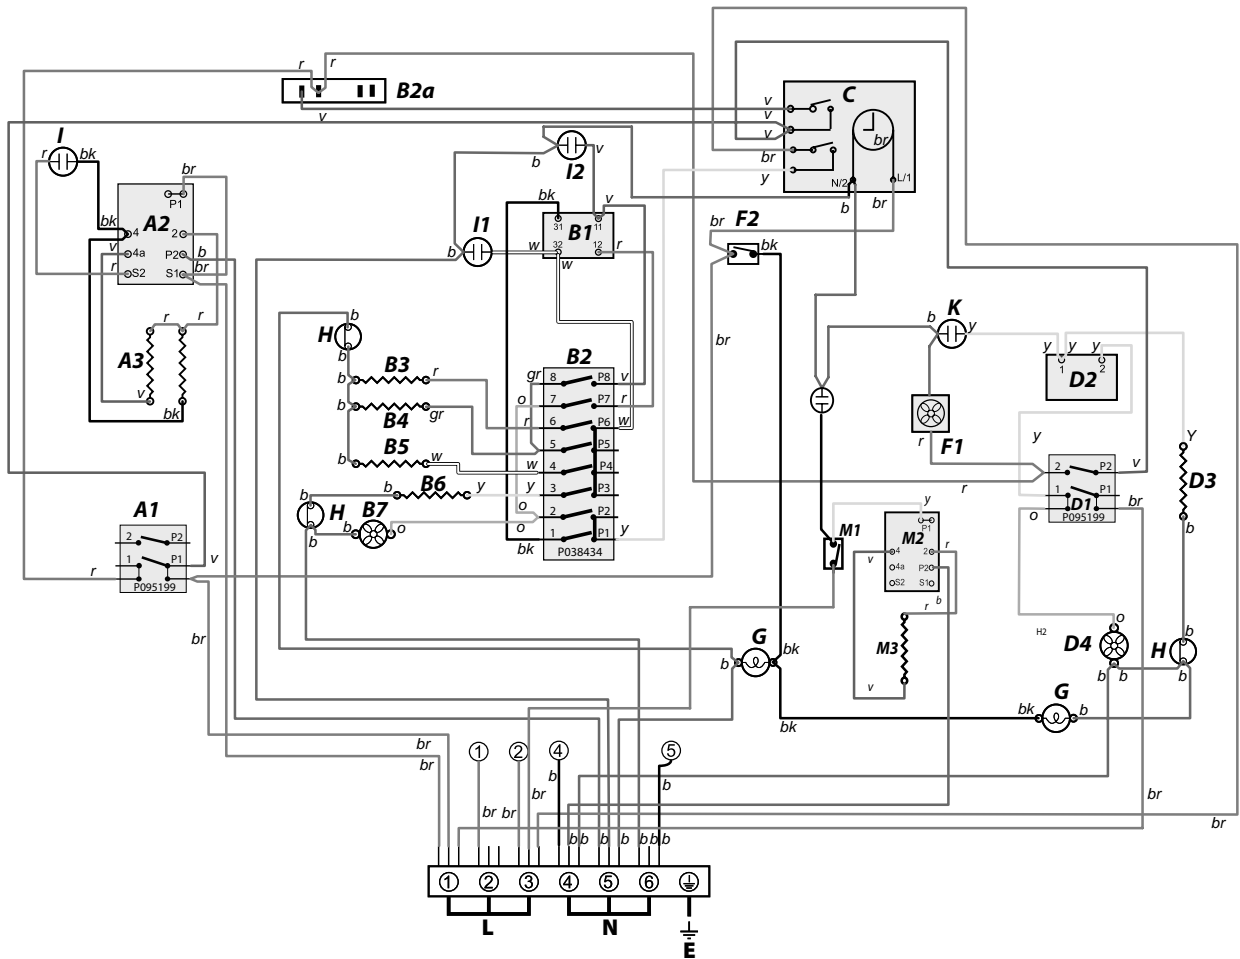 r r
B2a
v
C
v
v
v
br
y
br
N/2
L/1
b
br
I
r bk
br
P1
A2
bk
4 2
v b
4a P2
r br
S2 S1
r r
A3
v
bk
I2
b v
bk v
31 11
B1
32 12
w w r
I1
b
br
F2
bk
br
b
H
b
b B3 r
b B4 gr
b B5 w
b B6 y
b
H B7
b b o
B2
gr 8 P8 v
o 7 P7 r
r 6 P6 w
5 P5
w 4 P4
y 3 P3
o 2 P2
o
bk 1 P1 y
P038434
K
b y
y y y
1 2
D2
F1
r
y
Y
D3
b
2 P2 v
1 P1 br
D1
o P095199
r
A1
2 P2
1 P1 v
r P095199
br
M1
y
P1
M2
4 2 r
v
4a P2
S2 S1
b
r
M3
v
H2
o
D4
b b
b
H
b
G
b bk
bk
G
bk b
br
br
1 2 4 5
b b
br br br
b b b b b b b
br
br
1 2 3 4 5 6
L N E